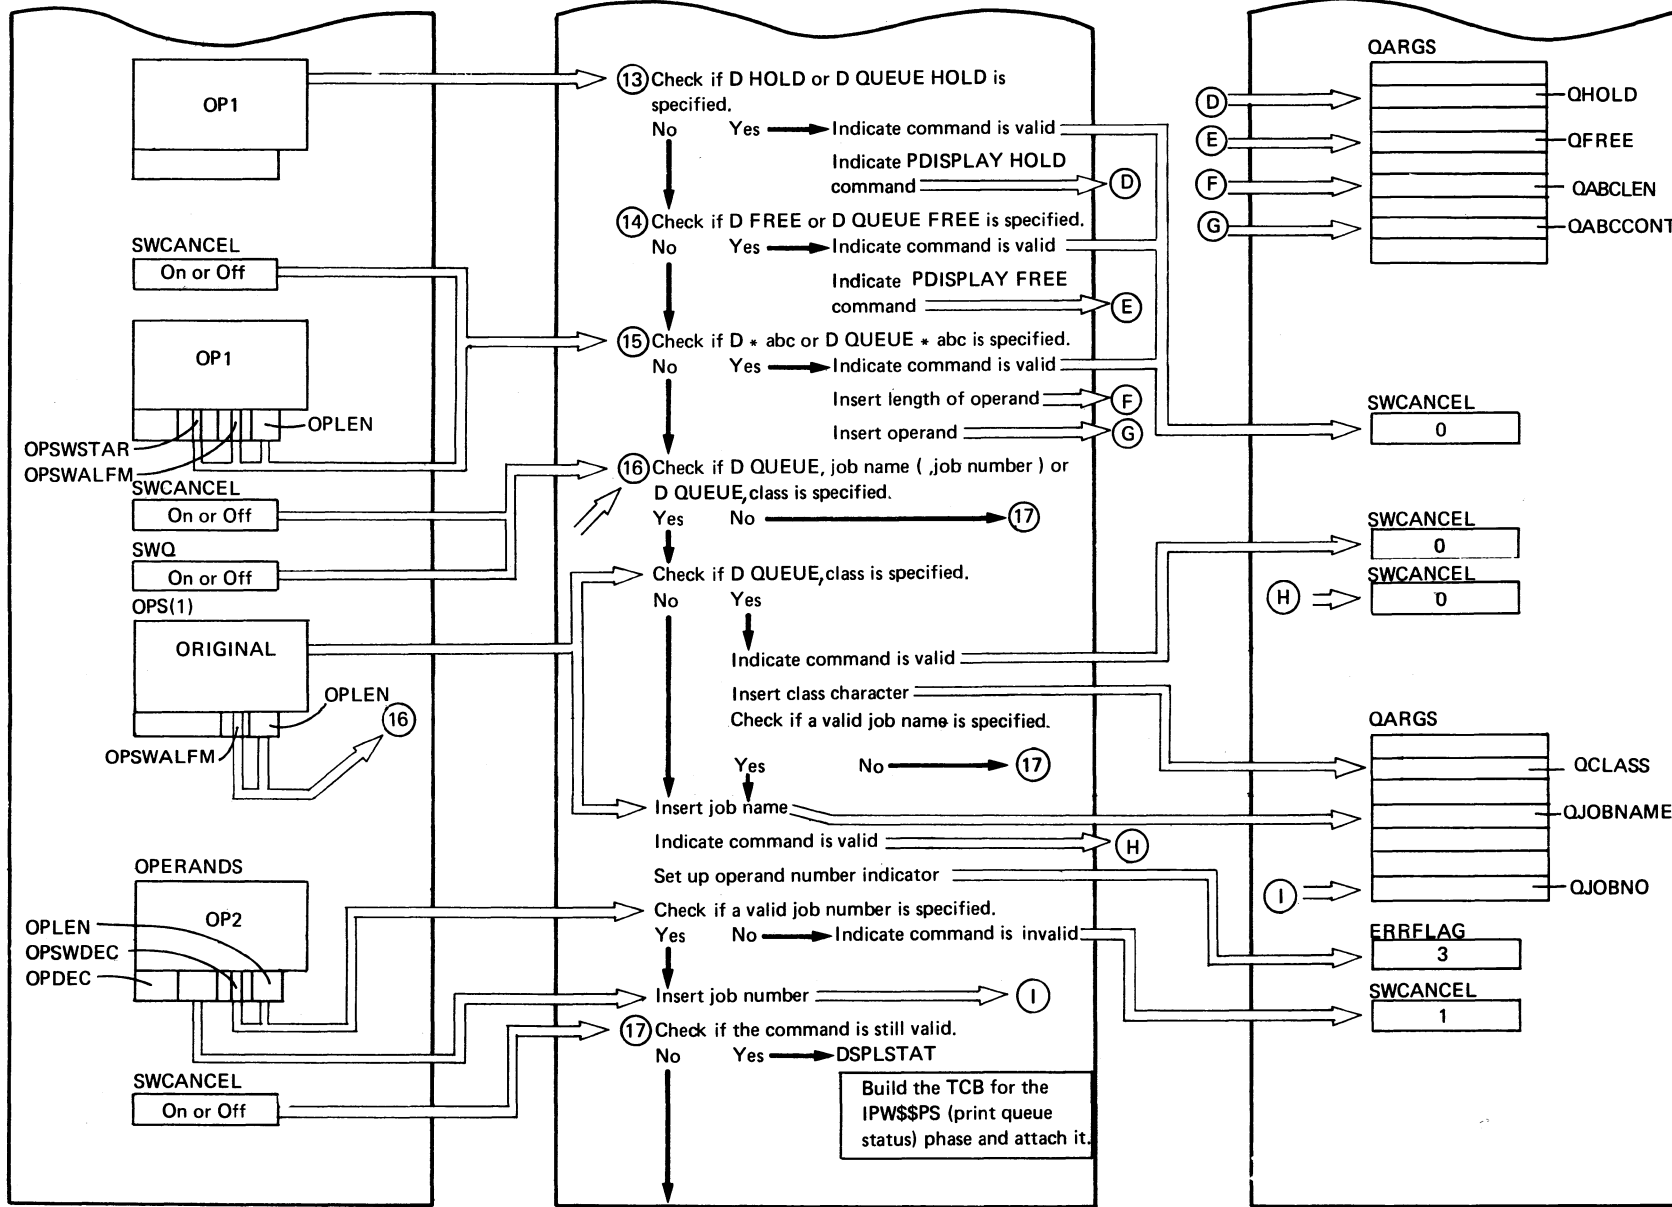 OP1
SWCANCEL
On or Off
OP1
OPLEN
OPSWSTAR
OPSWALFM
SWCANCEL
On or Off
SWQ
On or Off
OPS(1)
ORIGINAL
OPLEN
16
OPSWALFM
OPERANDS
OP2
OPLEN
OPSWDEC
OPDEC
SWCANCEL
On or Off
13 Check if D HOLD or D QUEUE HOLD is
specified.
No Yes Indicate command is valid
Indicate PDISPLAY HOLD
command D
14 Check if D FREE or D QUEUE FREE is specified.
No Yes Indicate command is valid
Indicate PDISPLAY FREE
command E
15 Check if D * abc or D QUEUE * abc is specified.
No Yes Indicate command is valid
Insert length of operand F
Insert operand G
16 Check if D QUEUE, job name ( ,job number ) or
D QUEUE,class is specified.
Yes No 17
Check if D QUEUE,class is specified.
No Yes
Indicate command is valid
Insert class character
Check if a valid job name is specified.
Yes No 17
Insert job name
Indicate command is valid H
Set up operand number indicator
Check if a valid job number is specified.
Yes No Indicate command is invalid
Insert job number I
17 Check if the command is still valid.
No Yes DSPLSTAT
Build the TCB for the
IPW$$PS (print queue
status) phase and attach it.
QARGS
D QHOLD
E QFREE
F QABCLEN
G QABCCONT
SWCANCEL
0
SWCANCEL
0
SWCANCEL
H 0
QARGS
QCLASS
QJOBNAME
I QJOBNO
ERRFLAG
3
SWCANCEL
1